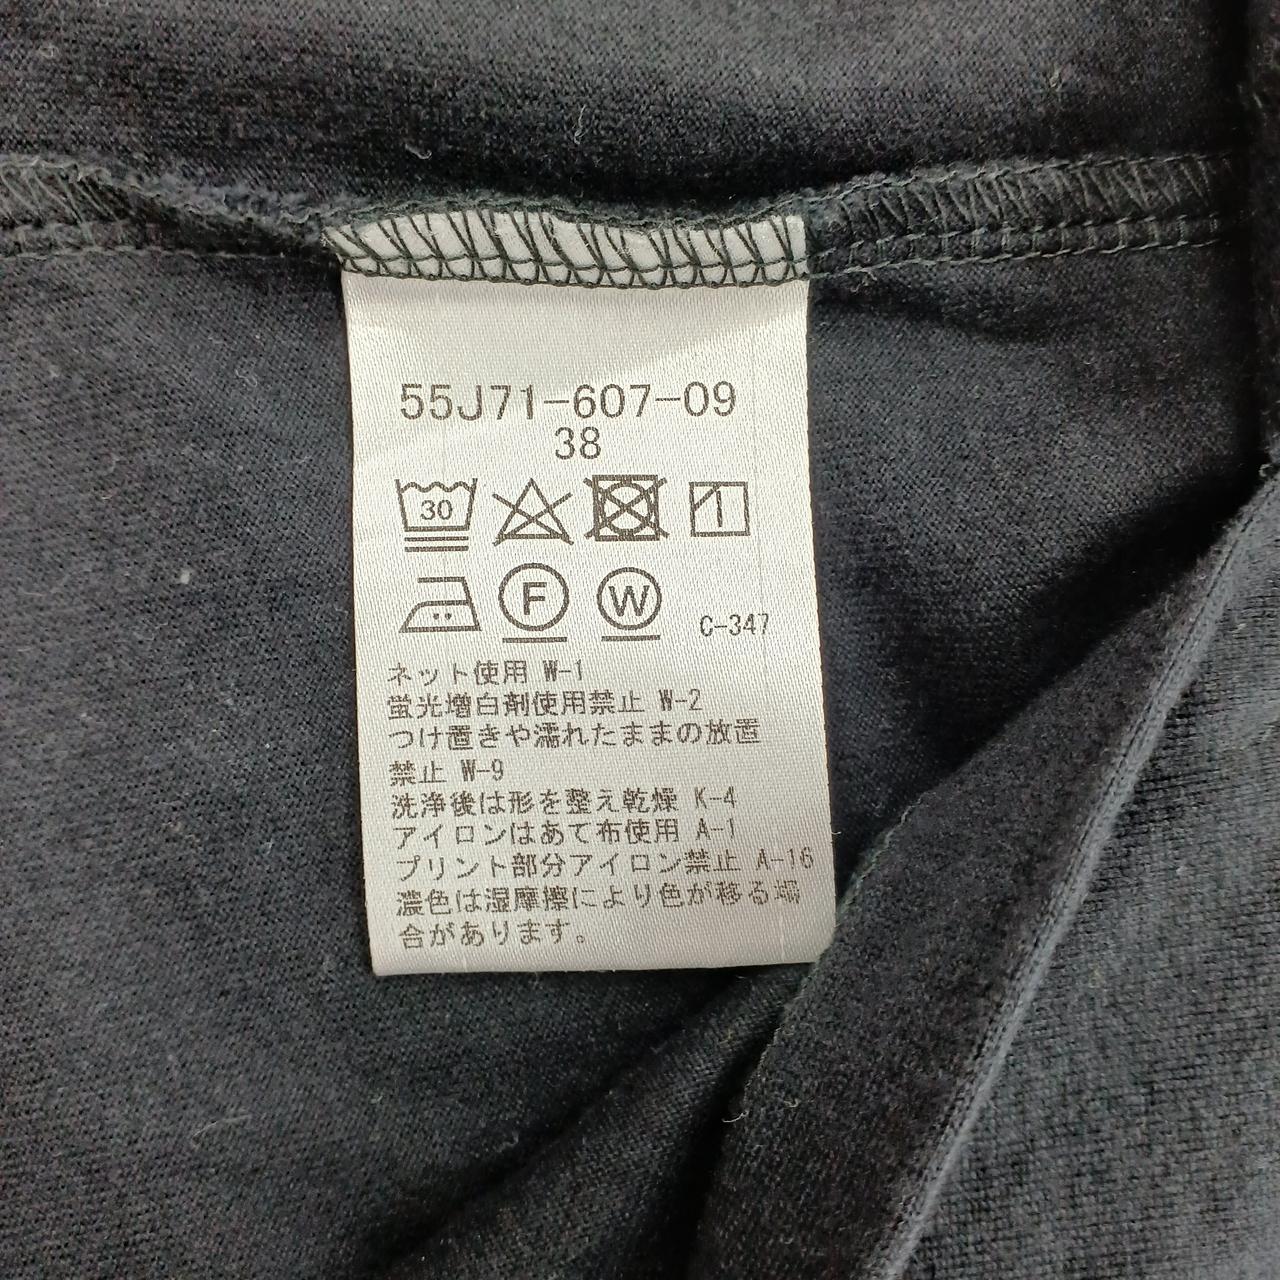 55J71-607-09
38
30
F W C-347
ネット使用 W-1
蛍光増白剤使用禁止 W-2
つけ置きや濡れたままの放置
禁止 W-9
洗浄後は形を整え乾燥 K-4
アイロンはあて布使用 A-1
プリント部分アイロン禁止 A-16
濃色は湿摩擦により色が移る場
合があります。